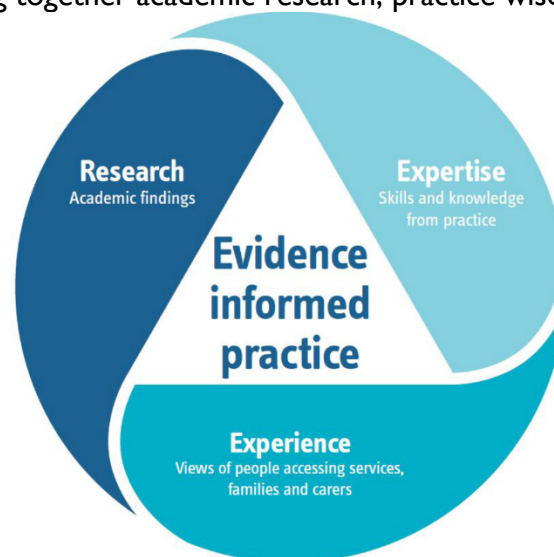 together academic research, practice
Research
Academic findings
Expertise
Skills and knowledge
from practice
Evidence
informed
practice
Experience
Views of people accessing services,
families and carers